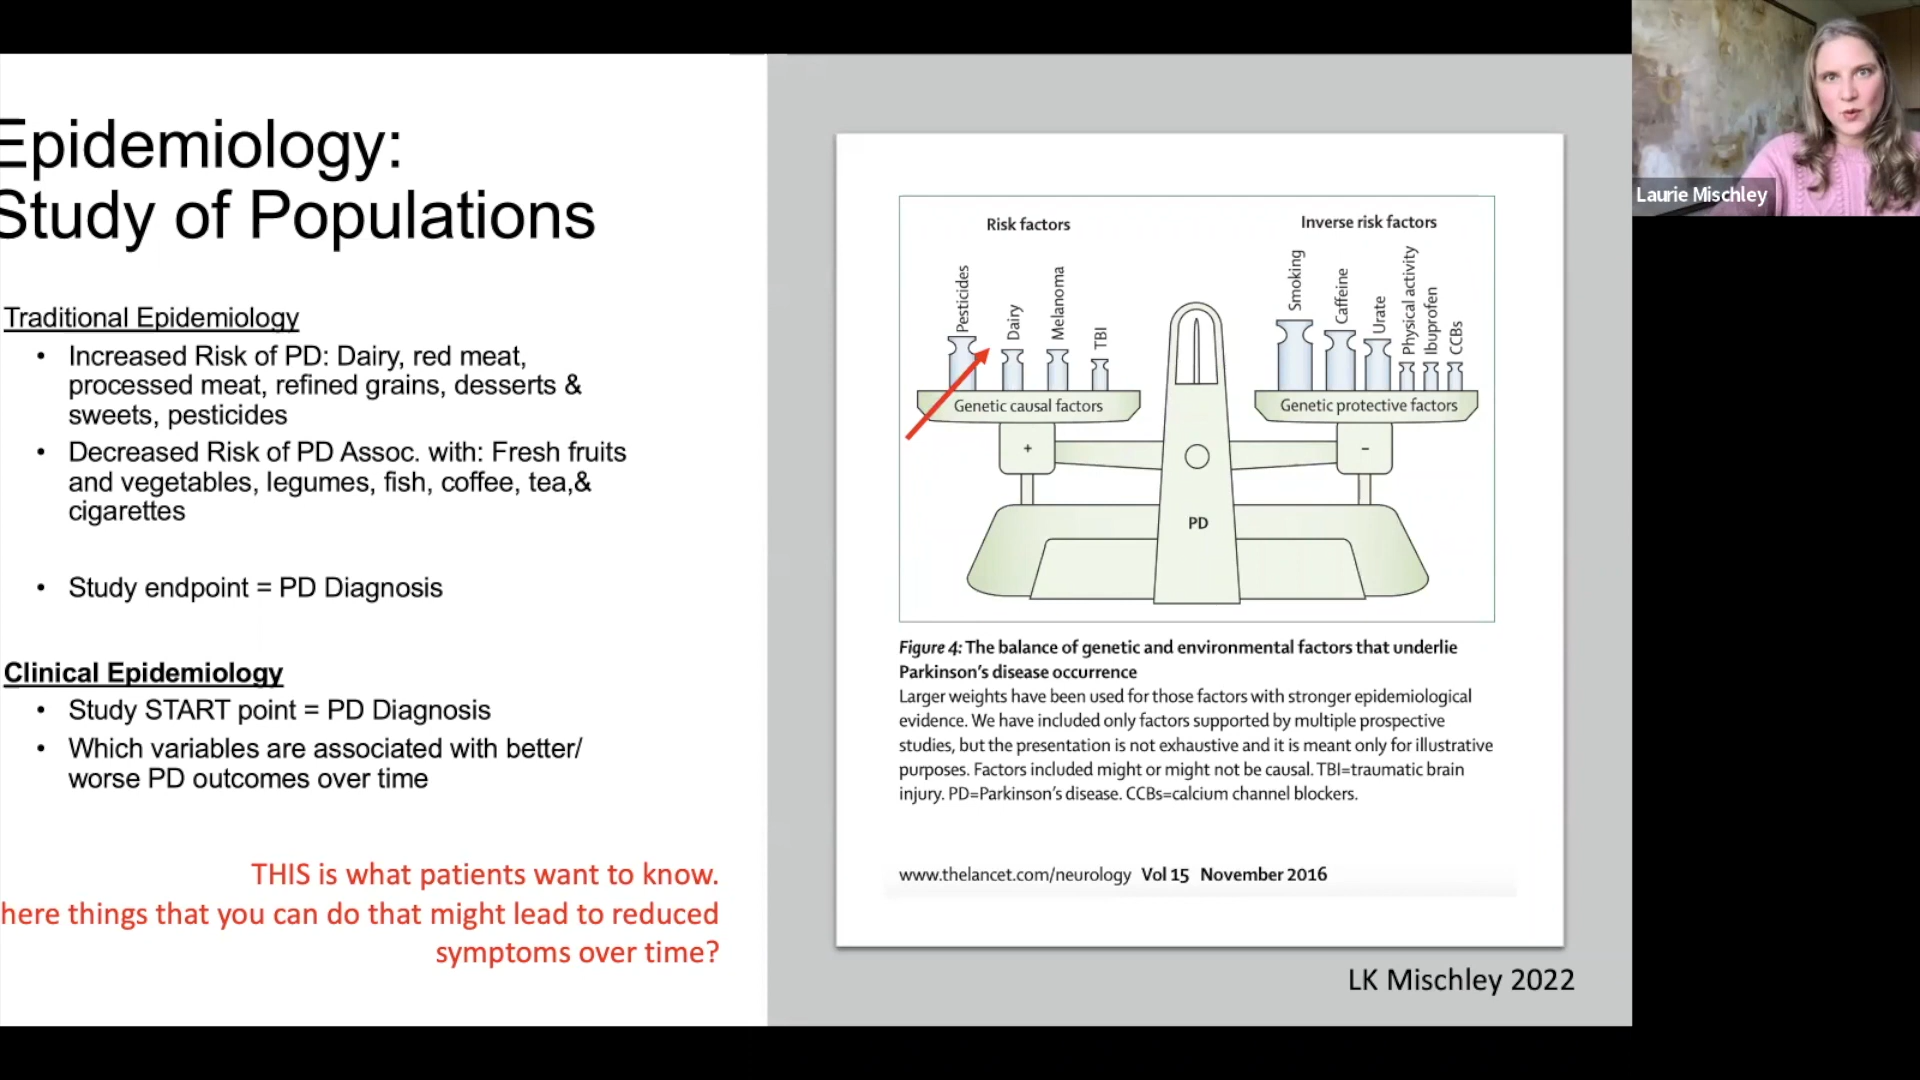 Epidemiology:
Study of Populations
Traditional Epidemiology
• Increased Risk of PD: Dairy, red meat,
processed meat, refined grains, desserts &
sweets, pesticides
• Decreased Risk of PD Assoc. with: Fresh fruits
and vegetables, legumes, fish, coffee, tea,&
cigarettes
• Study endpoint = PD Diagnosis
Clinical Epidemiology
• Study START point = PD Diagnosis
• Which variables are associated with better/
worse PD outcomes over time
THIS is what patients want to know.
here things that you can do that might lead to reduced
symptoms over time?
Risk factors
Pesticides
Dairy
Melanoma
TBI
Genetic causal factors
+
Inverse risk factors
Smoking
Caffeine
Urate
Physical activity
Ibuprofen
CCBs
Genetic protective factors
–
PD
Figure 4: The balance of genetic and environmental factors that underlie
Parkinson's disease occurrence
Larger weights have been used for those factors with stronger epidemiological
evidence. We have included only factors supported by multiple prospective
studies, but the presentation is not exhaustive and it is meant only for illustrative
purposes. Factors included might or might not be causal. TBI=traumatic brain
injury. PD=Parkinson's disease. CCBs=calcium channel blockers.
www.thelancet.com/neurology Vol 15 November 2016
LK Mischley 2022
Laurie Mischley